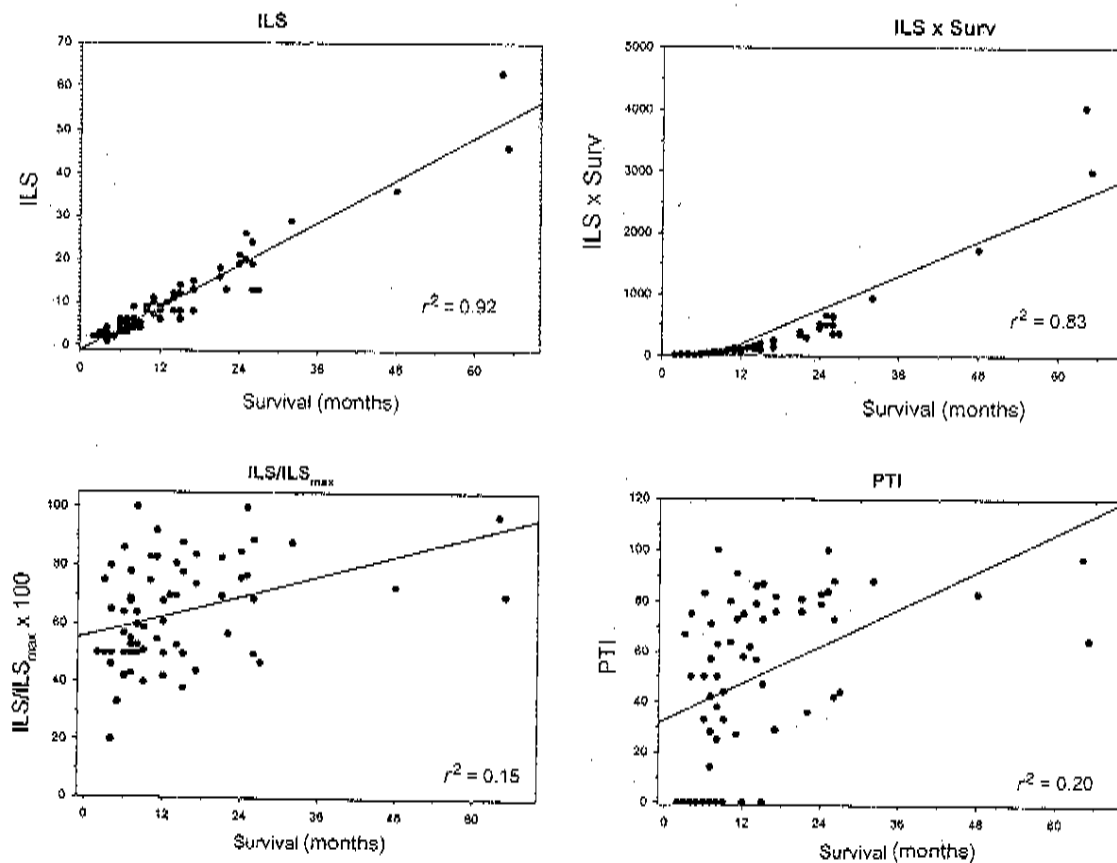 ILS
70
60
50
40
30
20
10
0
ILS
r² = 0.92
0 12 24 36 48 60
Survival (months)
ILS x Surv
5000
4000
3000
2000
1000
0
ILS x Surv
r² = 0.83
0 12 24 36 48 60
Survival (months)
ILS/ILSmax
100
80
60
40
20
0
ILS/ILSmax x 100
r² = 0.15
0 12 24 36 48 60
Survival (months)
PTI
120
100
80
60
40
20
0
PTI
r² = 0.20
0 12 24 36 48 60
Survival (months)